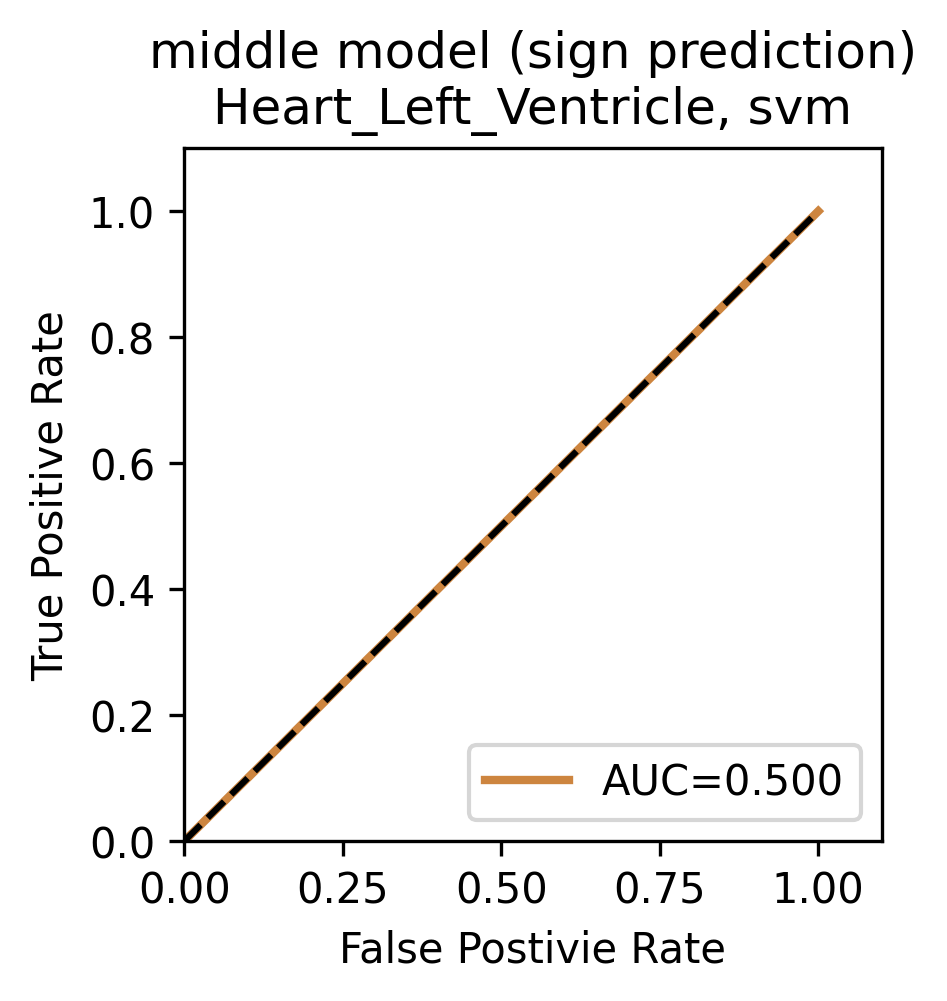 middle model (sign prediction)
Heart_Left_Ventricle, svm
True Positive Rate
1.0
0.8
0.6
0.4
0.2
0.0
AUC=0.500
0.00 0.25 0.50 0.75 1.00
False Postivie Rate